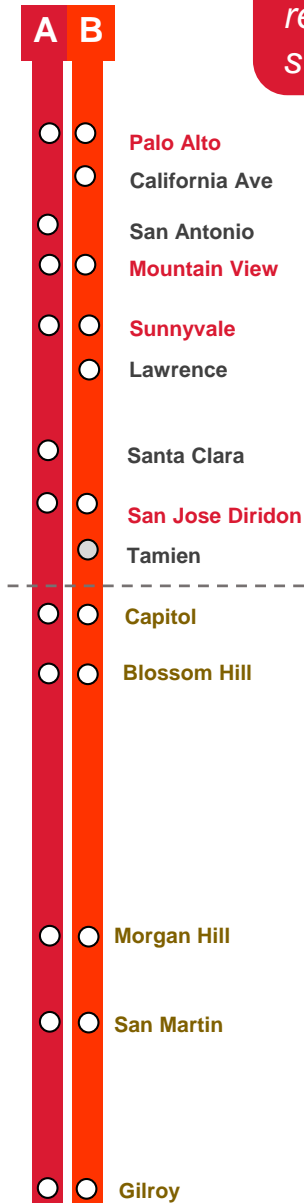 A B
re
s
Palo Alto
California Ave
San Antonio
Mountain View
Sunnyvale
Lawrence
Santa Clara
San Jose Diridon
Tamien
Capitol
Blossom Hill
Morgan Hill
San Martin
Gilroy